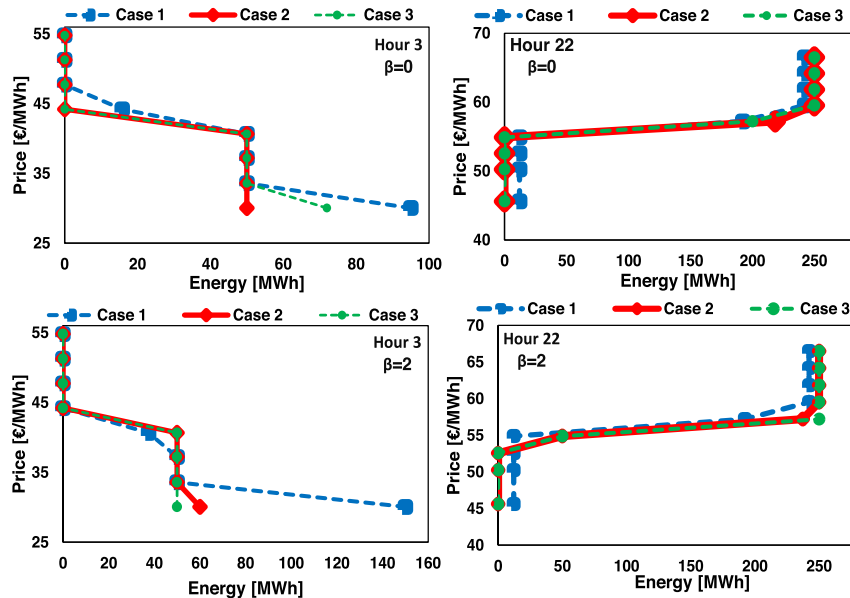 Case 1 Case 2 Case 3
Hour 3
β=0
Price [€/MWh]
55
45
35
25
0 20 40 60 80 100
Energy [MWh]
Case 1 Case 2 Case 3
Hour 22
β=0
Price [€/MWh]
70
60
50
40
0 50 100 150 200 250
Energy [MWh]
Case 1 Case 2 Case 3
Hour 3
β=2
Price [€/MWh]
55
45
35
25
0 20 40 60 80 100 120 140 160
Energy [MWh]
Case 1 Case 2 Case 3
Hour 22
β=2
Price [€/MWh]
70
65
60
55
50
45
40
0 50 100 150 200 250
Energy [MWh]